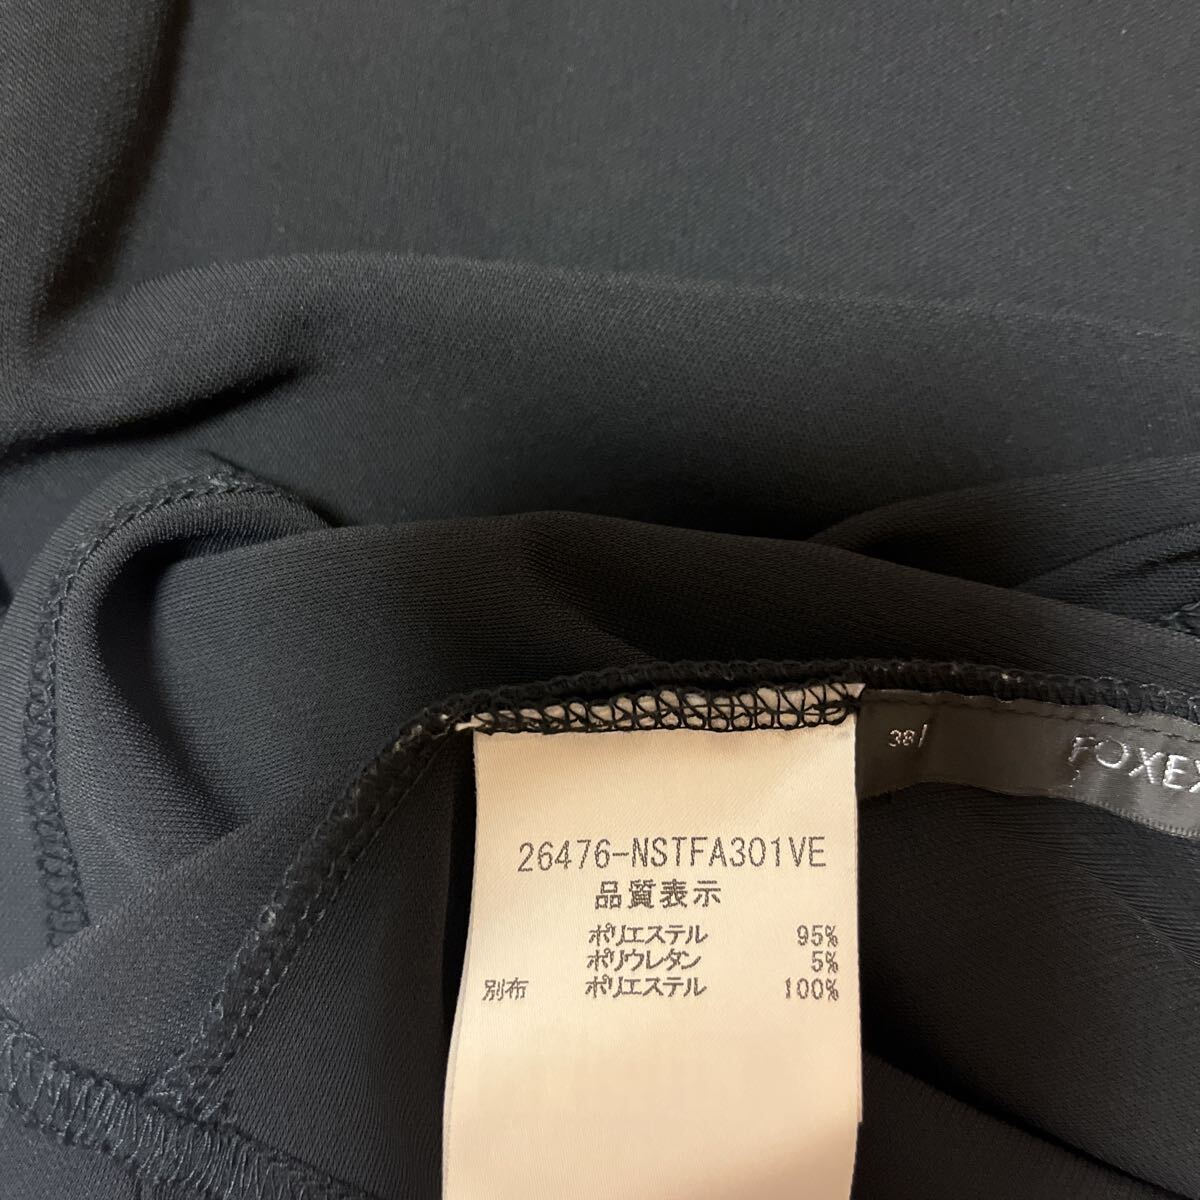 38
FOXEY
26476-NSTFA301VE
品質表示
ポリエステル 95%
ポリウレタン 5%
別布 ポリエステル 100%